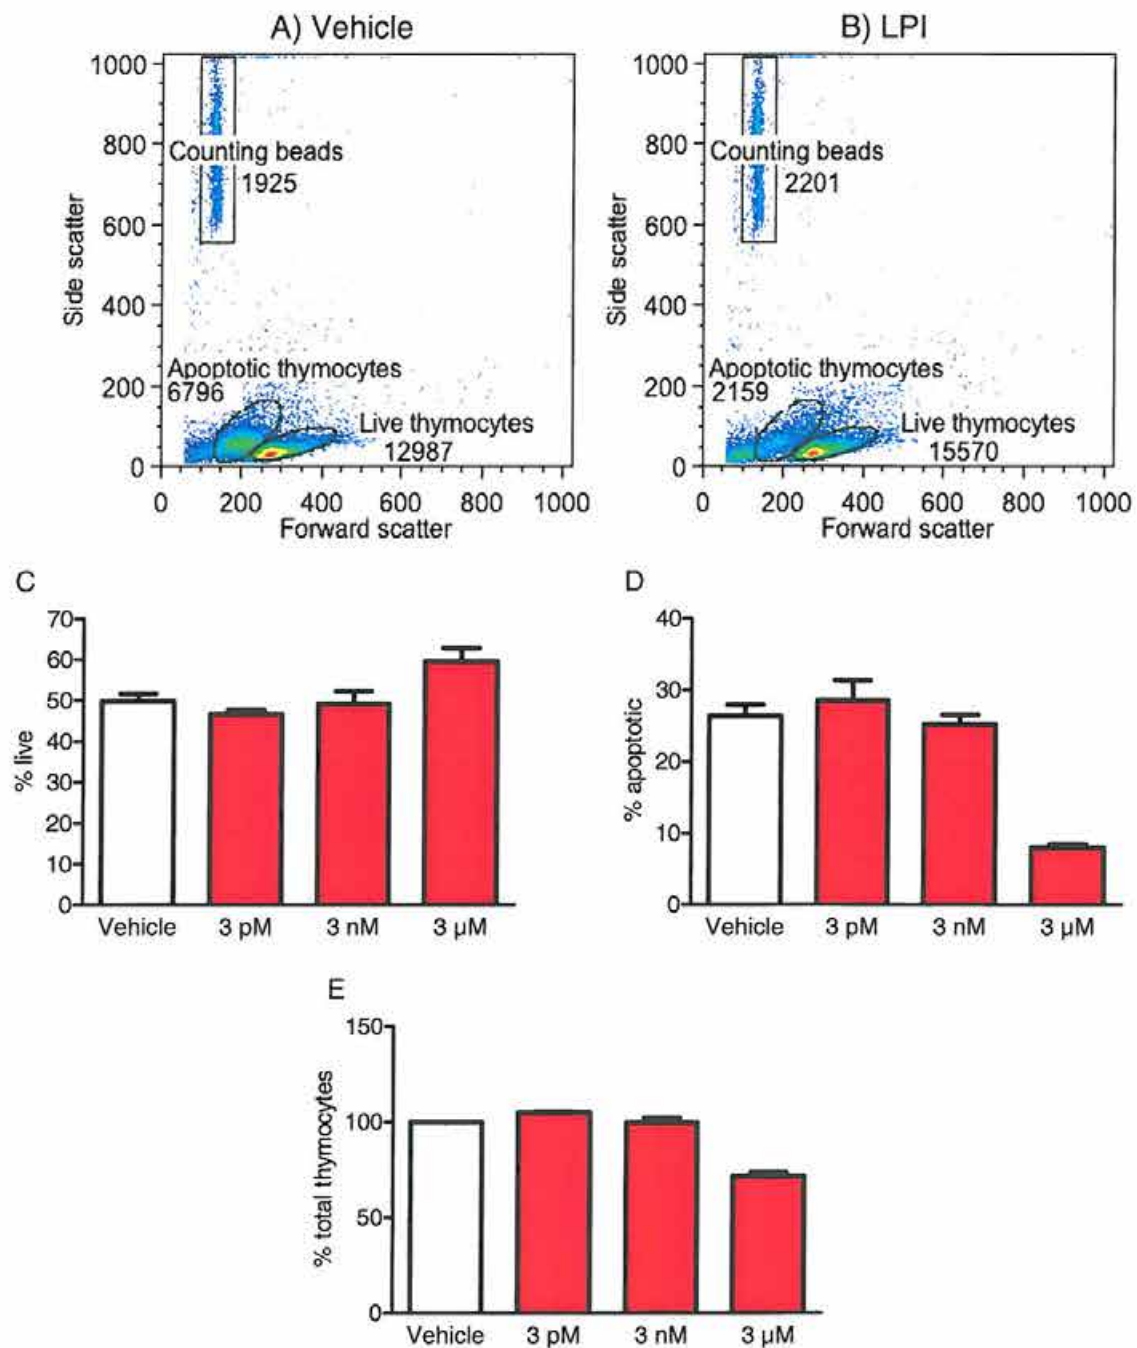 A) Vehicle
B) LPI
1000
800
600
400
200
0
Side scatter
Counting beads
1925
Apoptotic thymocytes
6796
Live thymocytes
12987
0 200 400 600 800 1000
Forward scatter
1000
800
600
400
200
0
Side scatter
Counting beads
2201
Apoptotic thymocytes
2159
Live thymocytes
15570
0 200 400 600 800 1000
Forward scatter
C
70
60
50
40
30
20
10
0
% live
Vehicle 3 pM 3 nM 3 µM
D
40
30
20
10
0
% apoptotic
Vehicle 3 pM 3 nM 3 µM
E
150
100
50
0
% total thymocytes
Vehicle 3 pM 3 nM 3 µM